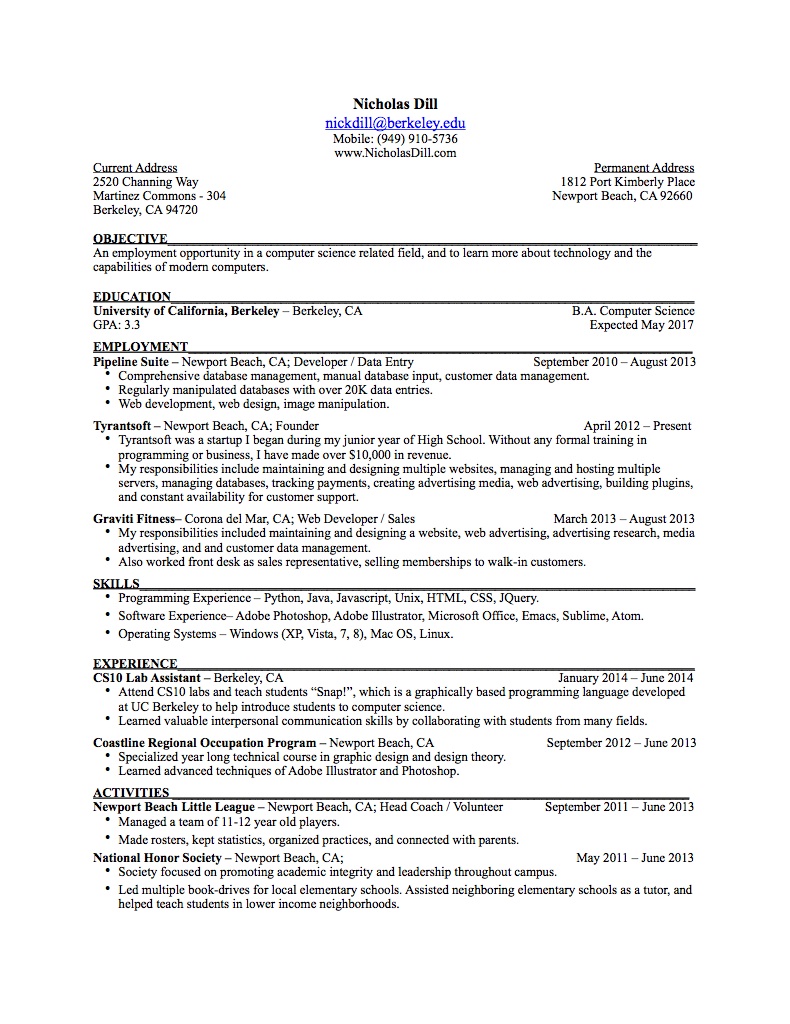 Nicholas Dill
nickdill@berkeley.edu
Mobile: (949) 910-5736
www.NicholasDill.com
Current Address Permanent Address
2520 Channing Way 1812 Port Kimberly Place
Martinez Commons - 304 Newport Beach, CA 92660
Berkeley, CA 94720
OBJECTIVE
An employment opportunity in a computer science related field, and to learn more about technology and the
capabilities of modern computers.
EDUCATION
University of California, Berkeley – Berkeley, CA B.A. Computer Science
GPA: 3.3 Expected May 2017
EMPLOYMENT
Pipeline Suite – Newport Beach, CA; Developer / Data Entry September 2010 – August 2013
• Comprehensive database management, manual database input, customer data management.
• Regularly manipulated databases with over 20K data entries.
• Web development, web design, image manipulation.
Tyrantsoft – Newport Beach, CA; Founder April 2012 – Present
• Tyrantsoft was a startup I began during my junior year of High School. Without any formal training in
programming or business, I have made over $10,000 in revenue.
• My responsibilities include maintaining and designing multiple websites, managing and hosting multiple
servers, managing databases, tracking payments, creating advertising media, web advertising, building plugins,
and constant availability for customer support.
Graviti Fitness– Corona del Mar, CA; Web Developer / Sales March 2013 – August 2013
• My responsibilities included maintaining and designing a website, web advertising, advertising research, media
advertising, and and customer data management.
• Also worked front desk as sales representative, selling memberships to walk-in customers.
SKILLS
• Programming Experience – Python, Java, Javascript, Unix, HTML, CSS, JQuery.
• Software Experience– Adobe Photoshop, Adobe Illustrator, Microsoft Office, Emacs, Sublime, Atom.
• Operating Systems – Windows (XP, Vista, 7, 8), Mac OS, Linux.
EXPERIENCE
CS10 Lab Assistant – Berkeley, CA January 2014 – June 2014
• Attend CS10 labs and teach students “Snap!”, which is a graphically based programming language developed
at UC Berkeley to help introduce students to computer science.
• Learned valuable interpersonal communication skills by collaborating with students from many fields.
Coastline Regional Occupation Program – Newport Beach, CA September 2012 – June 2013
• Specialized year long technical course in graphic design and design theory.
• Learned advanced techniques of Adobe Illustrator and Photoshop.
ACTIVITIES
Newport Beach Little League – Newport Beach, CA; Head Coach / Volunteer September 2011 – June 2013
• Managed a team of 11-12 year old players.
• Made rosters, kept statistics, organized practices, and connected with parents.
National Honor Society – Newport Beach, CA; May 2011 – June 2013
• Society focused on promoting academic integrity and leadership throughout campus.
• Led multiple book-drives for local elementary schools. Assisted neighboring elementary schools as a tutor, and
helped teach students in lower income neighborhoods.